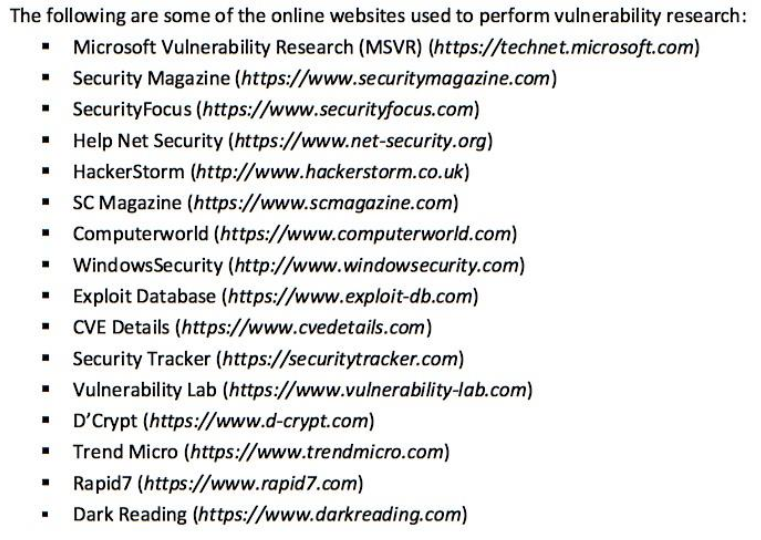 The following are some of the online websites used to perform vulnerability research:
▪ Microsoft Vulnerability Research (MSVR) (https://technet.microsoft.com)
▪ Security Magazine (https://www.securitymagazine.com)
▪ SecurityFocus (https://www.securityfocus.com)
▪ Help Net Security (https://www.net-security.org)
▪ HackerStorm (http://www.hackerstorm.co.uk)
▪ SC Magazine (https://www.scmagazine.com)
▪ Computerworld (https://www.computerworld.com)
▪ WindowsSecurity (http://www.windowsecurity.com)
▪ Exploit Database (https://www.exploit-db.com)
▪ CVE Details (https://www.cvedetails.com)
▪ Security Tracker (https://securitytracker.com)
▪ Vulnerability Lab (https://www.vulnerability-lab.com)
▪ D’Crypt (https://www.d-crypt.com)
▪ Trend Micro (https://www.trendmicro.com)
▪ Rapid7 (https://www.rapid7.com)
▪ Dark Reading (https://www.darkreading.com)